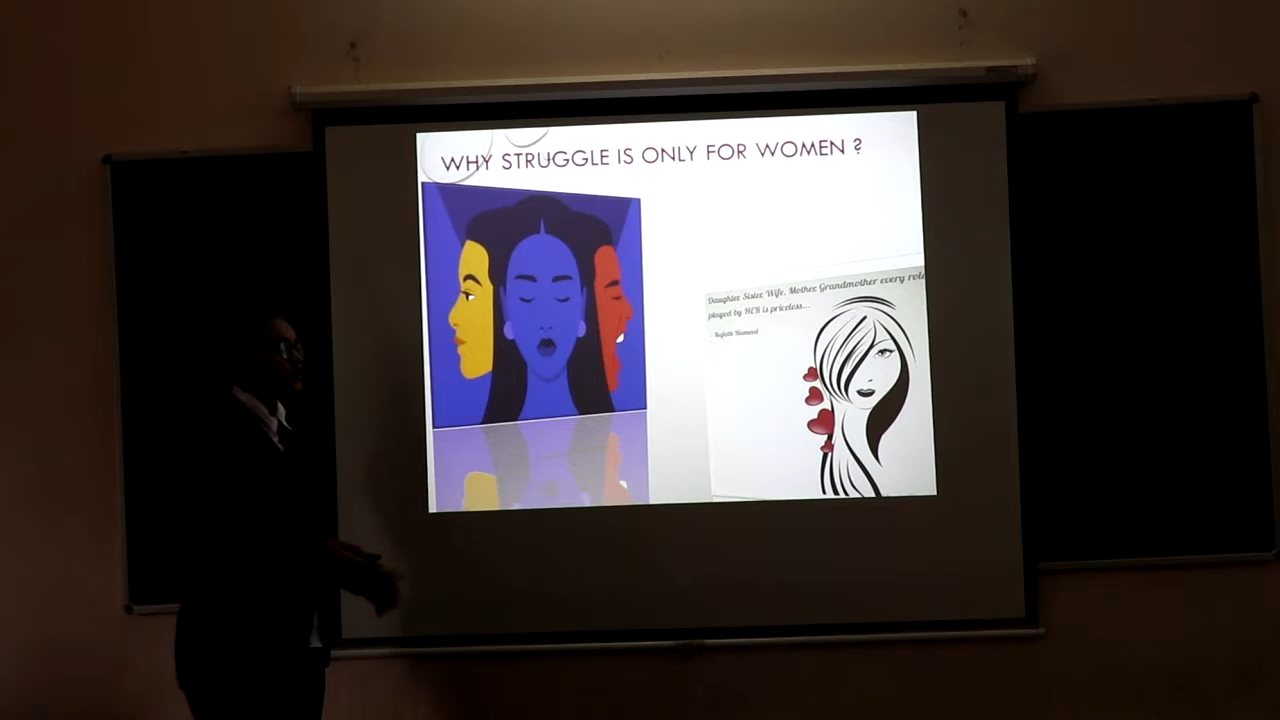 WHY STRUGGLE IS ONLY FOR WOMEN ?
Daughter Sister Wife, Mother Grandmother every role
played by HER is priceless...